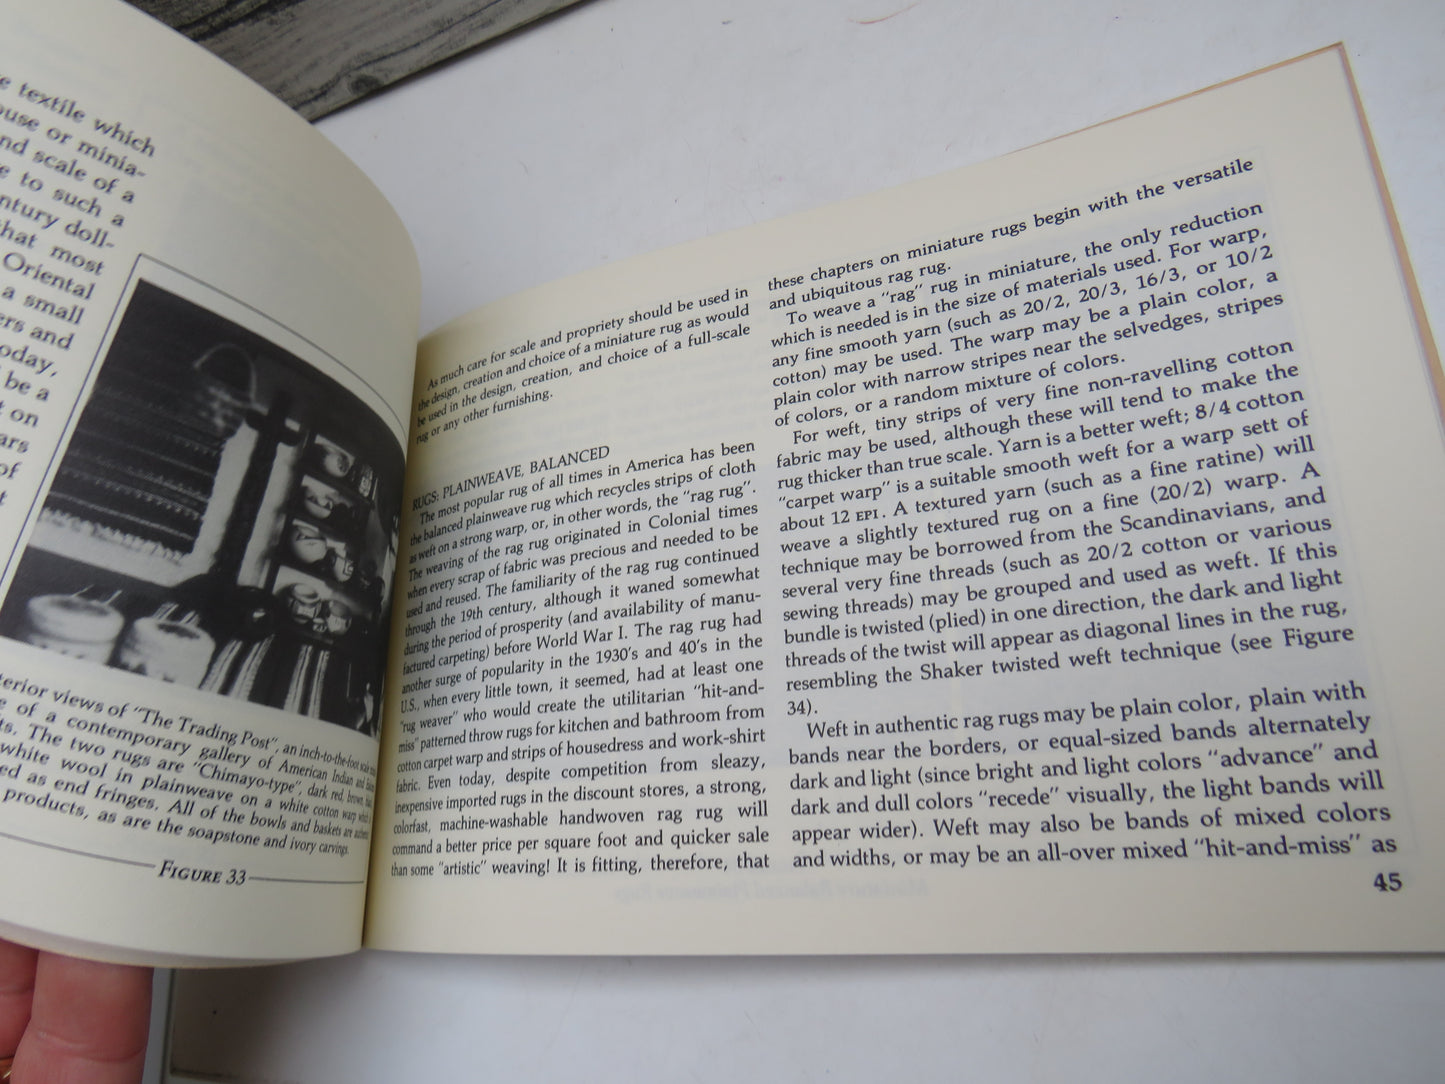 e textile which
ouse or minia-
nd scale of a
e to such a
ntury doll-
that most
Oriental
a small
ers and
oday,
be a
t on
ars
of
t
terior views of "The Trading Post", an inch-to-the-foot scale
e of a contemporary gallery of American Indian and
ts. The two rugs are "Chimayo-type", dark red, brown,
white wool in plainweave on a white cotton warp which
ed as end fringes. All of the bowls and baskets are
products, as are the soapstone and ivory carvings.
FIGURE 33
As much care for scale and propriety should be used in
the design, creation and choice of a miniature rug as would
be used in the design, creation, and choice of a full-scale
rug or any other furnishing.
RUGS: PLAINWEAVE, BALANCED
The most popular rug of all times in America has been
the balanced plainweave rug which recycles strips of cloth
as weft on a strong warp, or, in other words, the "rag rug".
The weaving of the rag rug originated in Colonial times
when every scrap of fabric was precious and needed to be
used and reused. The familiarity of the rag rug continued
through the 19th century, although it waned somewhat
during the period of prosperity (and availability of manu-
factured carpeting) before World War I. The rag rug had
another surge of popularity in the 1930's and 40's in the
U.S., when every little town, it seemed, had at least one
"rug weaver" who would create the utilitarian "hit-and-
miss" patterned throw rugs for kitchen and bathroom from
cotton carpet warp and strips of housedress and work-shirt
fabric. Even today, despite competition from sleazy,
inexpensive imported rugs in the discount stores, a strong,
colorfast, machine-washable handwoven rag rug will
command a better price per square foot and quicker sale
than some "artistic" weaving! It is fitting, therefore, that
these chapters on miniature rugs begin with the versatile
and ubiquitous rag rug.
To weave a "rag" rug in miniature, the only reduction
which is needed is in the size of materials used. For warp,
any fine smooth yarn (such as 20/2, 20/3, 16/3, or 10/2
cotton) may be used. The warp may be a plain color, a
plain color with narrow stripes near the selvedges, stripes
of colors, or a random mixture of colors.
For weft, tiny strips of very fine non-ravelling cotton
fabric may be used, although these will tend to make the
rug thicker than true scale. Yarn is a better weft; 8/4 cotton
"carpet warp" is a suitable smooth weft for a warp sett of
about 12 EPI. A textured yarn (such as a fine ratine) will
weave a slightly textured rug on a fine (20/2) warp. A
technique may be borrowed from the Scandinavians, and
several very fine threads (such as 20/2 cotton or various
sewing threads) may be grouped and used as weft. If this
bundle is twisted (plied) in one direction, the dark and light
threads of the twist will appear as diagonal lines in the rug,
resembling the Shaker twisted weft technique (see Figure
34).
Weft in authentic rag rugs may be plain color, plain with
bands near the borders, or equal-sized bands alternately
dark and light (since bright and light colors "advance" and
dark and dull colors "recede" visually, the light bands will
appear wider). Weft may also be bands of mixed colors
and widths, or may be an all-over mixed "hit-and-miss" as
45